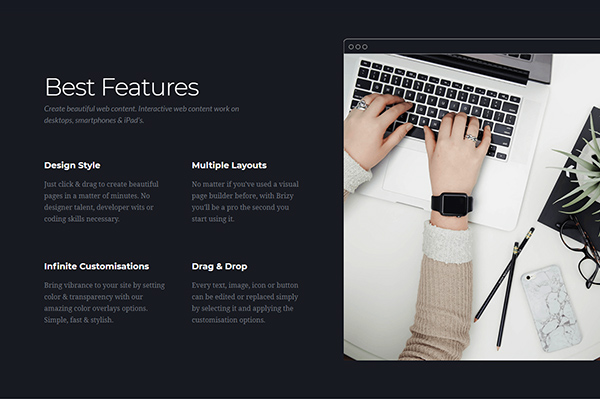 Best Features
Create beautiful web content. Interactive web content work on
desktops, smartphones & iPad's.
Design Style
Just click & drag to create beautiful
pages in a matter of minutes. No
designer talent, developer wits or
coding skills necessary.
Multiple Layouts
No matter if you've used a visual
page builder before, with Brizy
you'll be a pro the second you
start using it.
Infinite Customisations
Bring vibrance to your site by setting
color & transparency with our
amazing color overlays options.
Simple, fast & stylish.
Drag & Drop
Every text, image, icon or button
can be edited or replaced simply
by selecting it and applying the
customisation options.